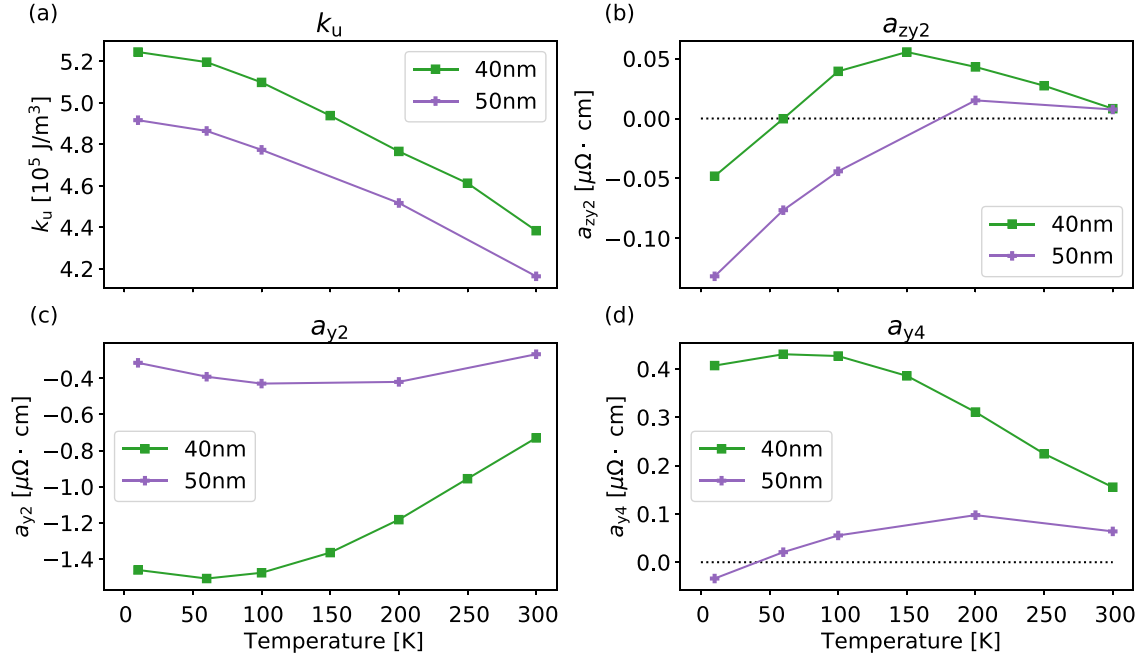 (a)
k_u
k_u [10^5 J/m^3]
5.2
5.0
4.8
4.6
4.4
4.2
40nm
50nm
(b)
a_zy2
a_zy2 [μΩ· cm]
0.05
0.00
−0.05
−0.10
40nm
50nm
(c)
a_y2
a_y2 [μΩ· cm]
−0.4
−0.6
−0.8
−1.0
−1.2
−1.4
40nm
50nm
0 50 100 150 200 250 300
Temperature [K]
(d)
a_y4
a_y4 [μΩ· cm]
0.4
0.3
0.2
0.1
0.0
40nm
50nm
0 50 100 150 200 250 300
Temperature [K]